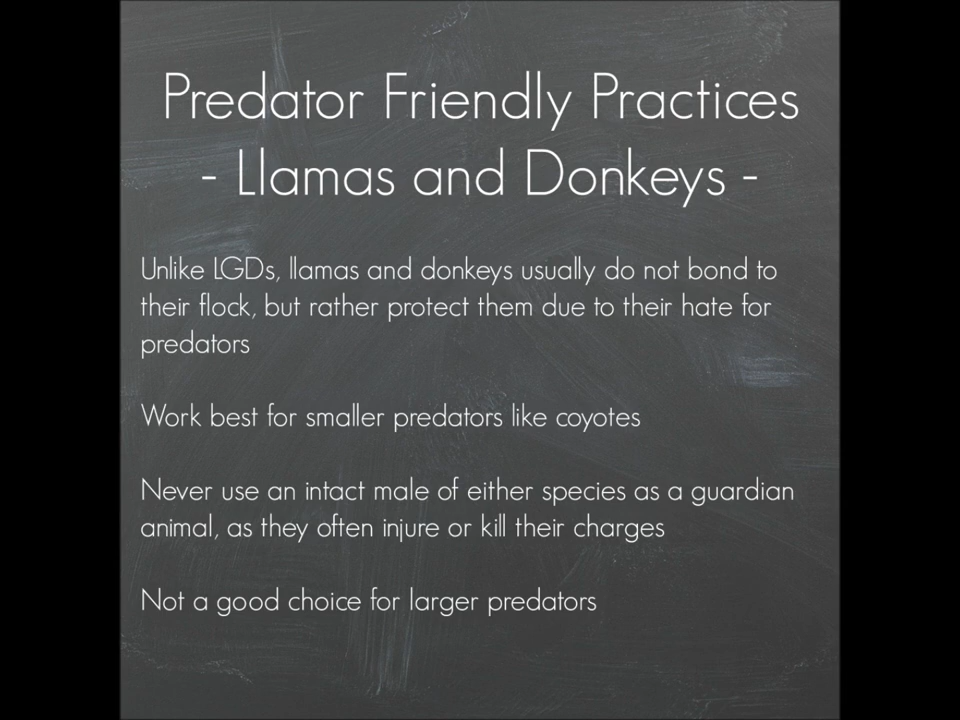 Predator Friendly Practices
- Llamas and Donkeys -
Unlike LGDs, llamas and donkeys usually do not bond to
their flock, but rather protect them due to their hate for
predators
Work best for smaller predators like coyotes
Never use an intact male of either species as a guardian
animal, as they often injure or kill their charges
Not a good choice for larger predators